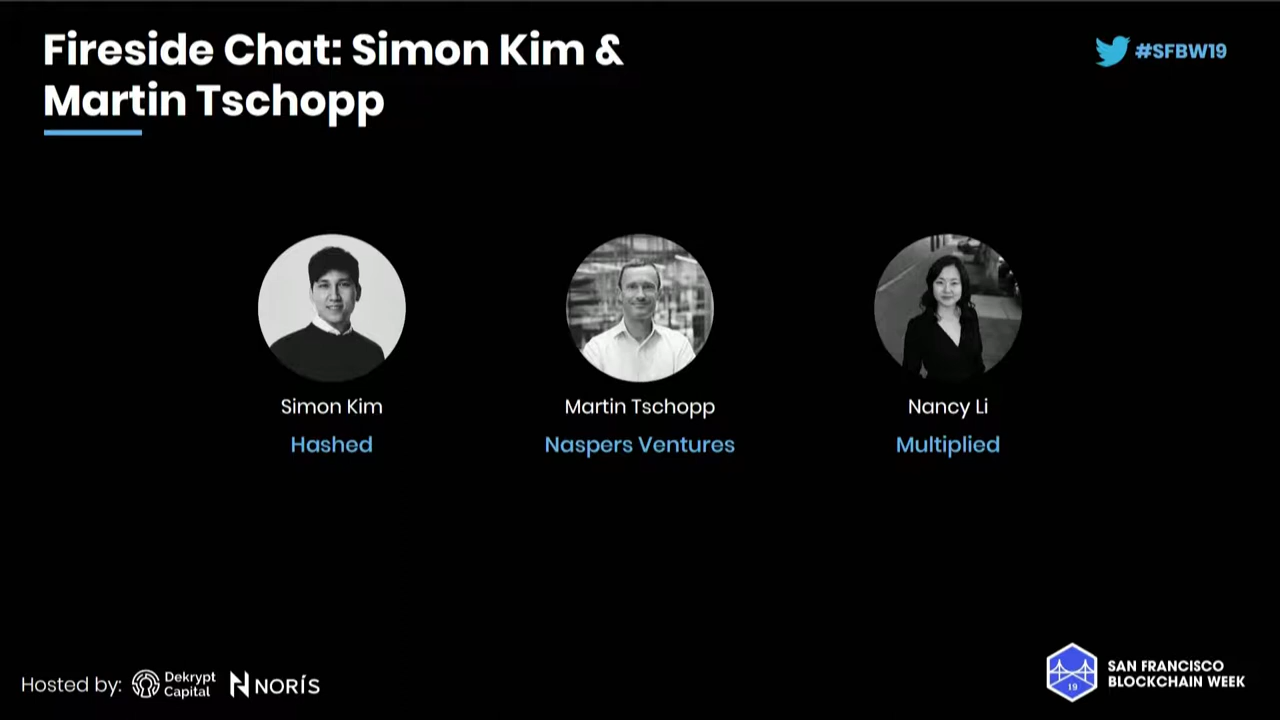 Fireside Chat: Simon Kim &
Martin Tschopp
#SFBW19
Simon Kim
Hashed
Martin Tschopp
Naspers Ventures
Nancy Li
Multiplied
Hosted by:
Dekrypt
Capital
NORÍS
19
SAN FRANCISCO
BLOCKCHAIN WEEK